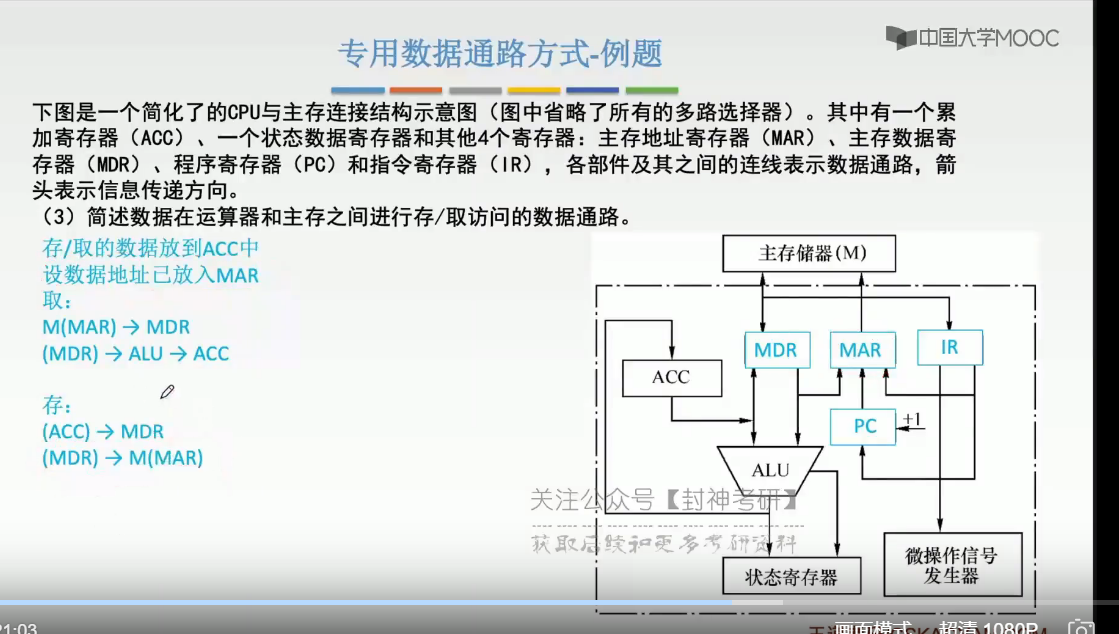 中国大学MOOC
专用数据通路方式-例题
下图是一个简化了的CPU与主存连接结构示意图（图中省略了所有的多路选择器）。其中有一个累
加寄存器（ACC）、一个状态数据寄存器和其他4个寄存器：主存地址寄存器（MAR）、主存数据寄
存器（MDR）、程序寄存器（PC）和指令寄存器（IR），各部件及其之间的连线表示数据通路，箭
头表示信息传递方向。
（3）简述数据在运算器和主存之间进行存/取访问的数据通路。
存/取的数据放到ACC中
设数据地址已放入MAR
取：
M(MAR) → MDR
(MDR) → ALU → ACC
存：
(ACC) → MDR
(MDR) → M(MAR)
主存储器(M)
MDR
MAR
IR
ACC
PC
+1
ALU
关注公众号【封神考研】
获取后续和更多考研资料
状态寄存器
微操作信号
发生器
21:03
画面模式
超清 1080P